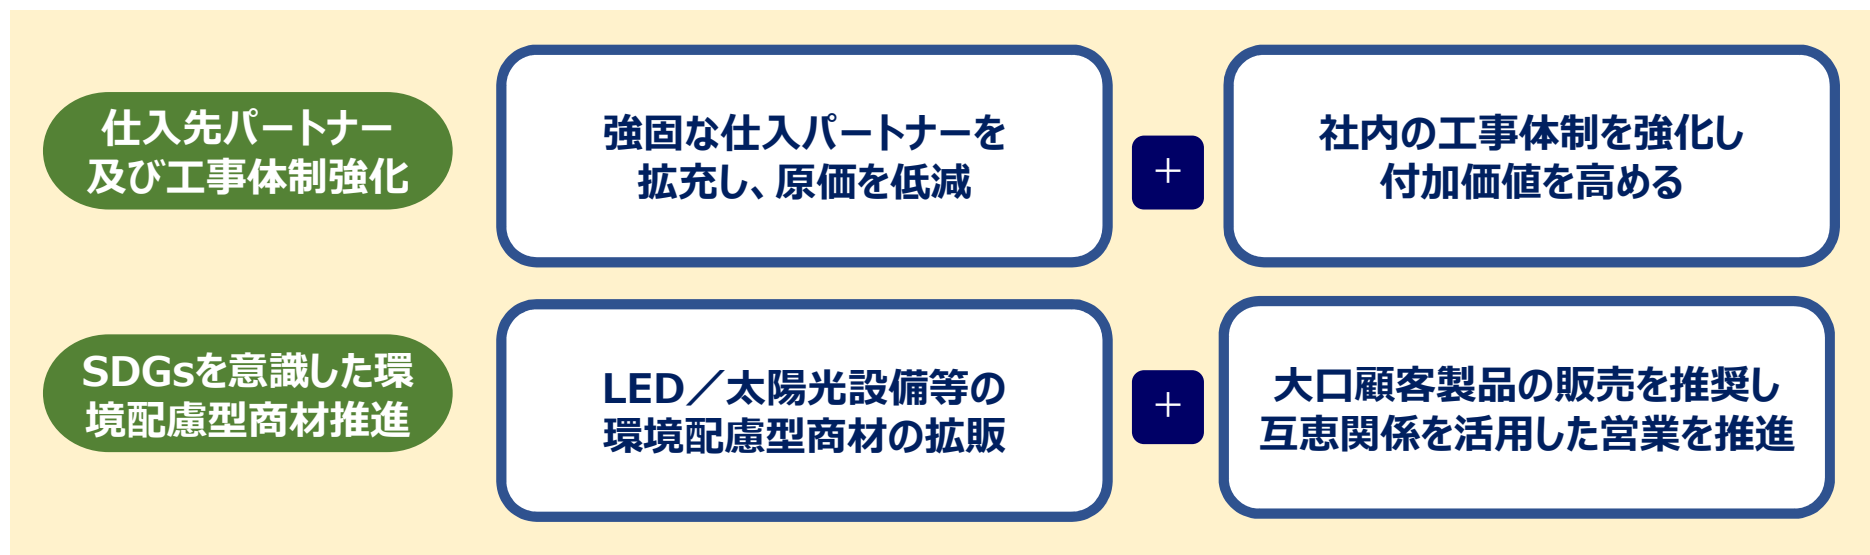 仕入先パートナー
及び工事体制強化
強固な仕入パートナーを
拡充し、原価を低減
＋
社内の工事体制を強化し
付加価値を高める
SDGsを意識した環
境配慮型商材推進
LED／太陽光設備等の
環境配慮型商材の拡販
＋
大口顧客製品の販売を推奨し
互恵関係を活用した営業を推進